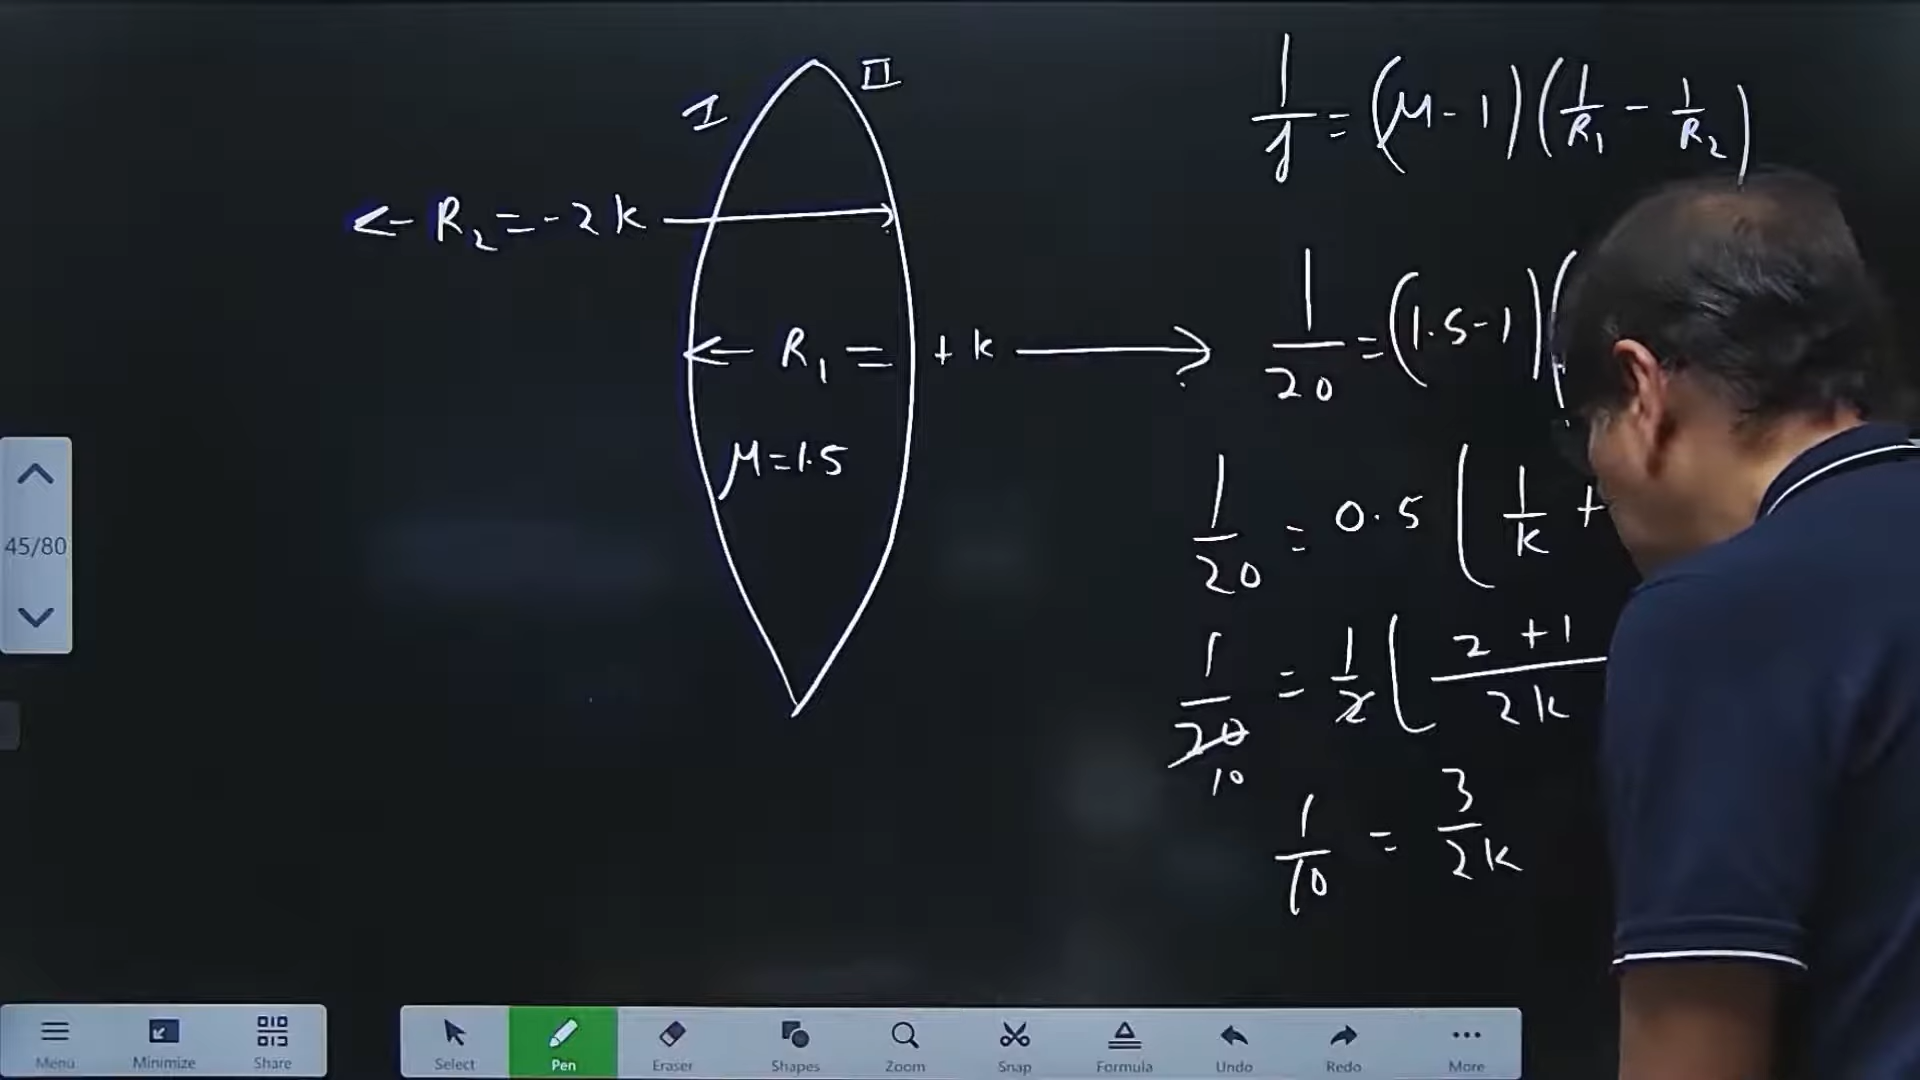 I
II
← R₂ = -2k →
← R₁ = +k →
μ=1.5
1/f = (μ-1)(1/R₁ - 1/R₂)
1/20 = (1.5-1)(
1/20 = 0.5 (1/k +
1/20 = 1/2 (2+1/2k
10
1/10 = 3/2k
45/80
Menu
Minimize
Share
Select
Pen
Eraser
Shapes
Zoom
Snap
Formula
Undo
Redo
More